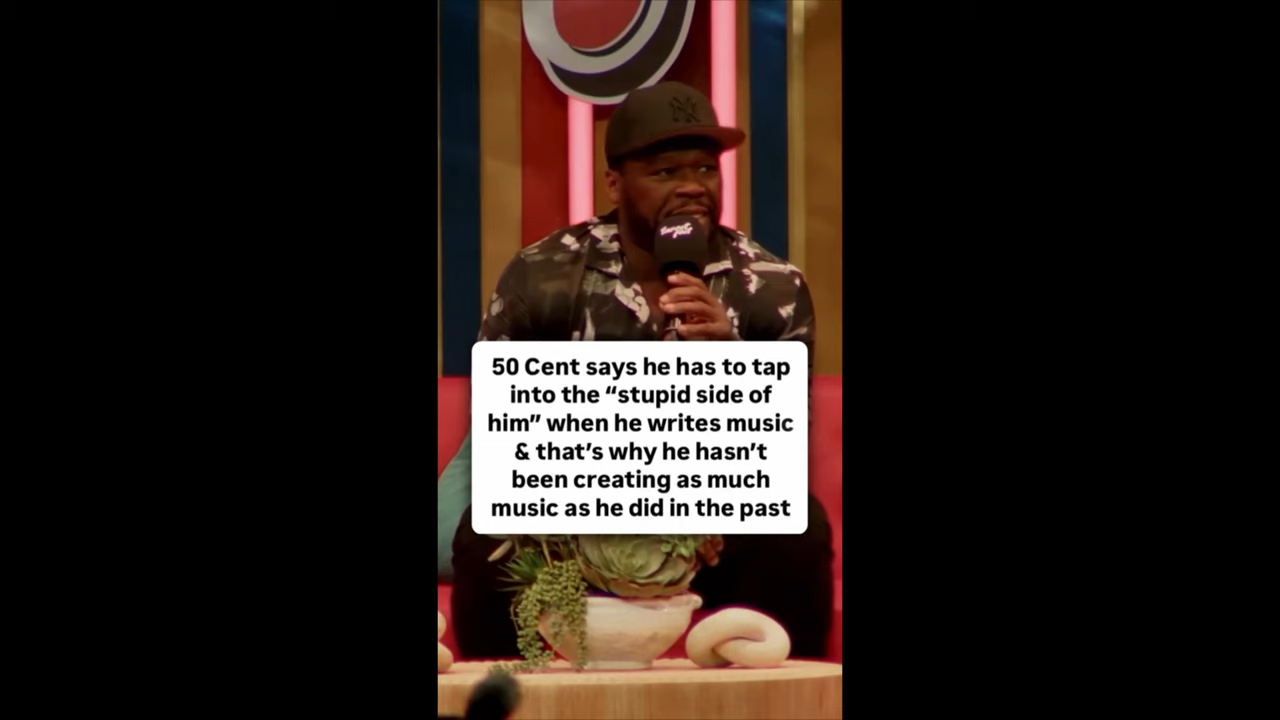 NY
50 Cent says he has to tap
into the “stupid side of
him” when he writes music
& that’s why he hasn’t
been creating as much
music as he did in the past